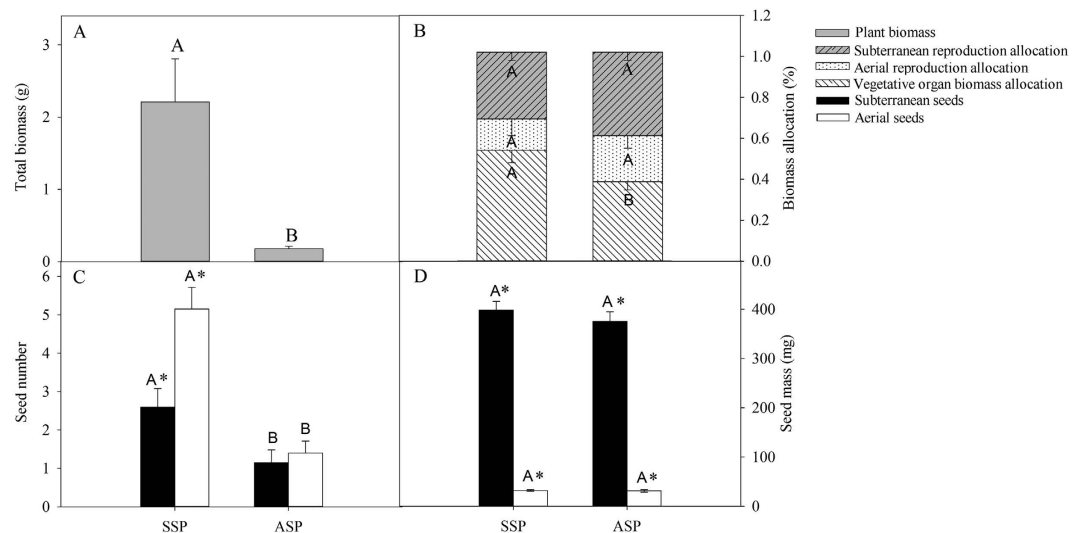 A
3
2
1
0
Total biomass (g)
A
B
B
1.2
1.0
0.8
0.6
0.4
0.2
0.0
Biomass allocation (%)
A
A
A
A
A
B
Plant biomass
Subterranean reproduction allocation
Aerial reproduction allocation
Vegetative organ biomass allocation
Subterranean seeds
Aerial seeds
C
6
5
4
3
2
1
0
Seed number
A*
A*
B
B
SSP
ASP
D
400
300
200
100
0
Seed mass (mg)
A*
A*
A*
A*
SSP
ASP